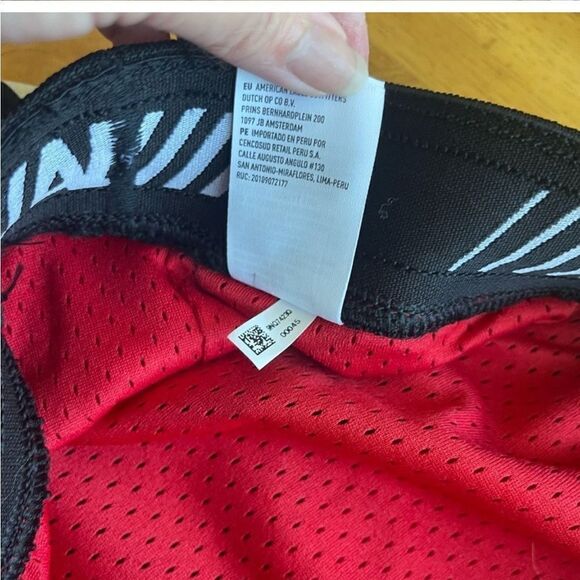 EU AMERICAN EAGLE OUTFITTERS
DUTCH OP CO B.V.
PRINS BERNHARDPLEIN 200
1097 JB AMSTERDAM
PE IMPORTADO EN PERU POR
CENCOSUD RETAIL PERU S.A.
CALLE AUGUSTO ANGULO #130
SAN ANTONIO-MIRAFLORES, LIMA-PERU
RUC: 20109072177
00045